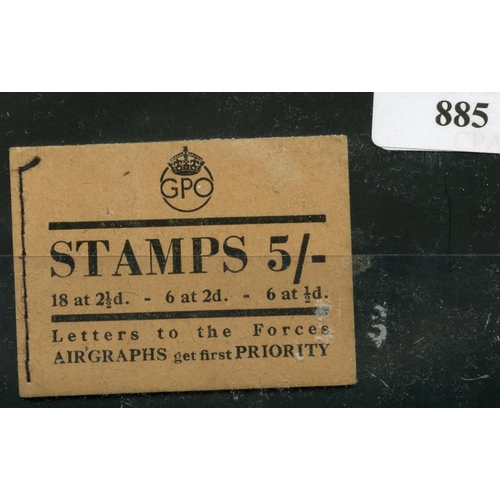 885
GPO
STAMPS 5/-
18 at 2½d. - 6 at 2d. - 6 at ½d.
Letters to the Forces
AIRGRAPHS get first PRIORITY